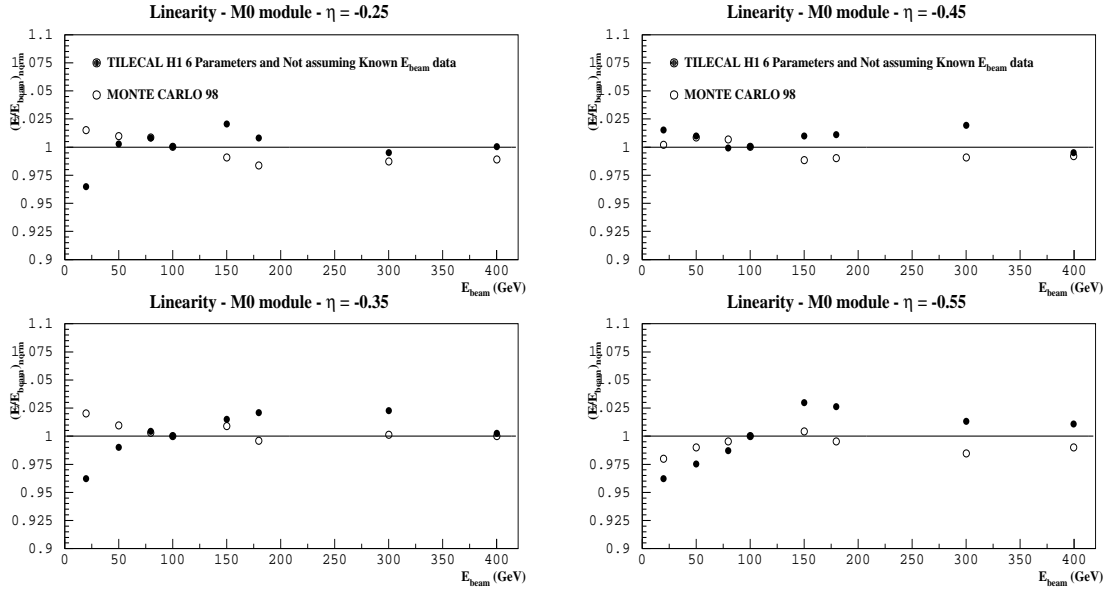 Linearity - M0 module - η = -0.25
(E/E_beam)_norm
1.1
1.075
1.05
1.025
1
0.975
0.95
0.925
0.9
TILECAL H1 6 Parameters and Not assuming Known E_beam data
MONTE CARLO 98
0 50 100 150 200 250 300 350 400
E_beam (GeV)
Linearity - M0 module - η = -0.45
(E/E_beam)_norm
1.1
1.075
1.05
1.025
1
0.975
0.95
0.925
0.9
TILECAL H1 6 Parameters and Not assuming Known E_beam data
MONTE CARLO 98
0 50 100 150 200 250 300 350 400
E_beam (GeV)
Linearity - M0 module - η = -0.35
(E/E_beam)_norm
1.1
1.075
1.05
1.025
1
0.975
0.95
0.925
0.9
0 50 100 150 200 250 300 350 400
E_beam (GeV)
Linearity - M0 module - η = -0.55
(E/E_beam)_norm
1.1
1.075
1.05
1.025
1
0.975
0.95
0.925
0.9
0 50 100 150 200 250 300 350 400
E_beam (GeV)